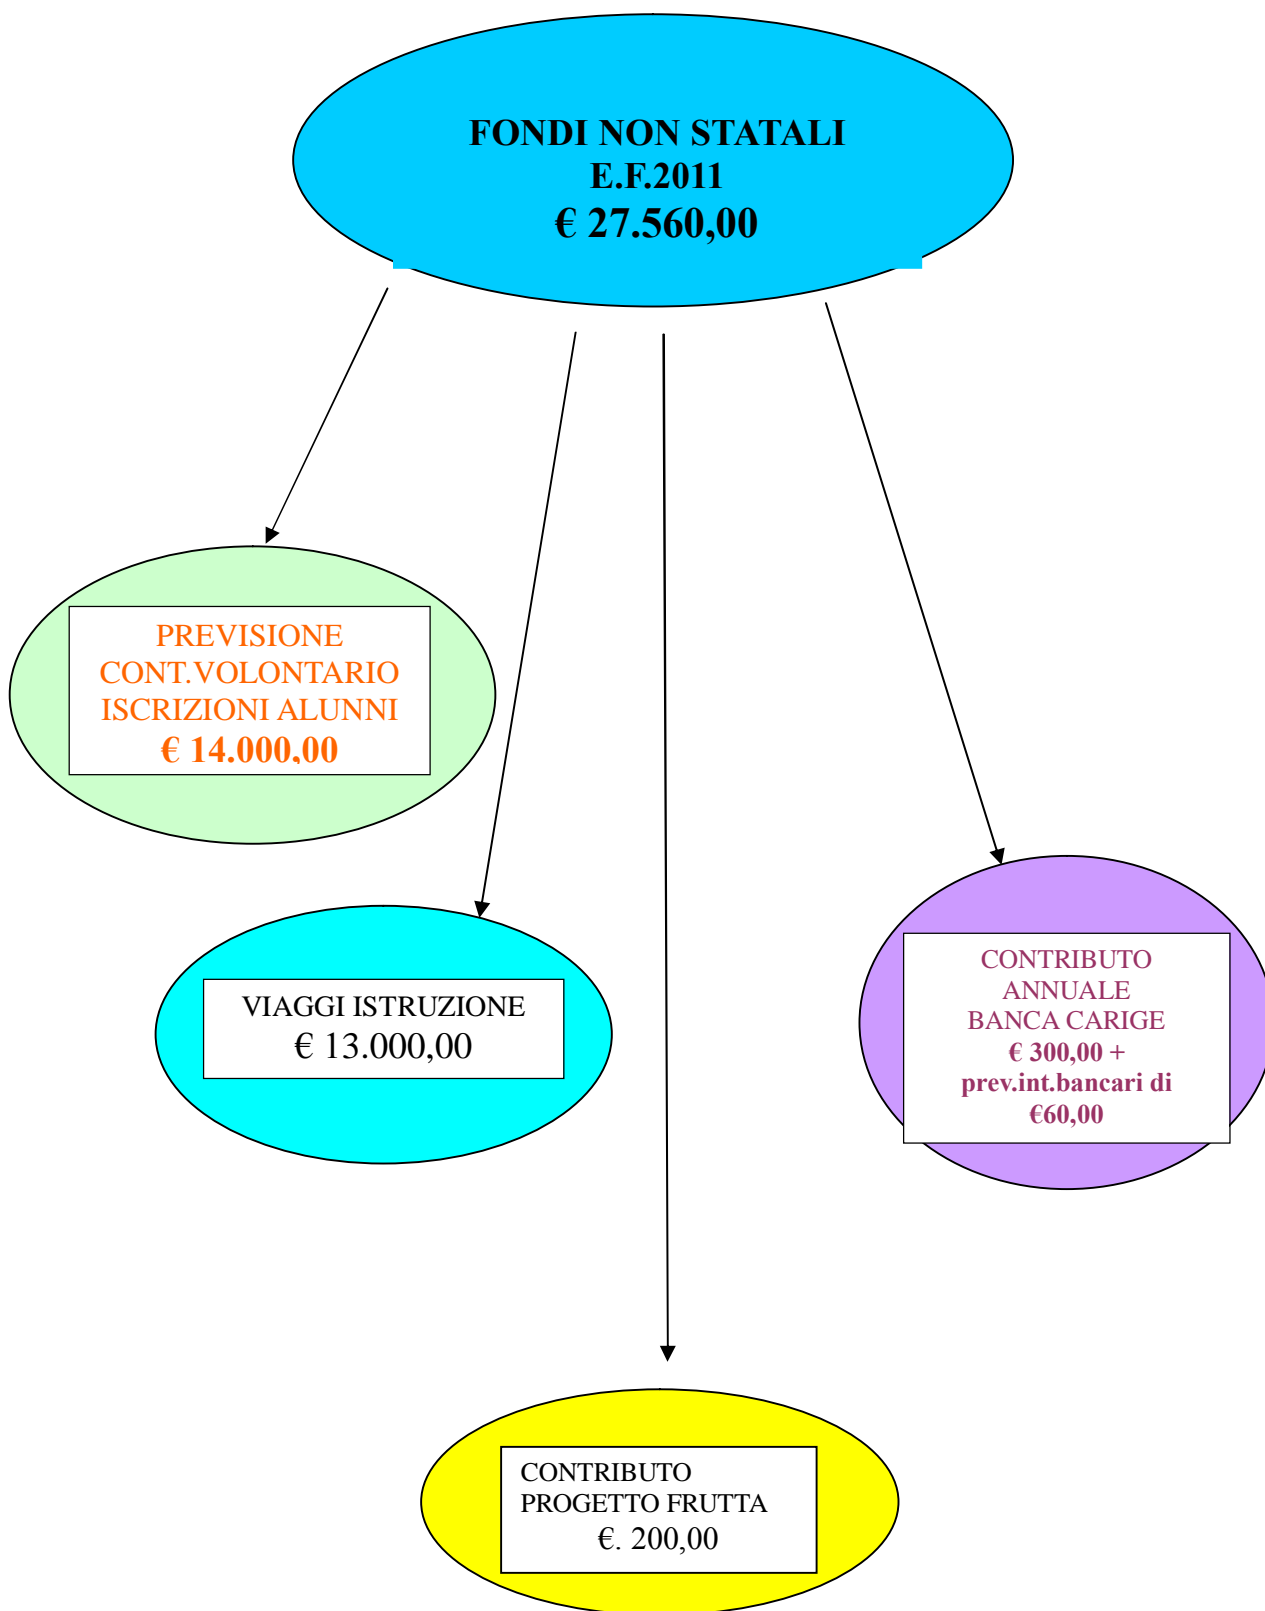 FONDI NON STATALI
E.F.2011
€ 27.560,00
PREVISIONE
CONT.VOLONTARIO
ISCRIZIONI ALUNNI
€ 14.000,00
VIAGGI ISTRUZIONE
€ 13.000,00
CONTRIBUTO
ANNUALE
BANCA CARIGE
€ 300,00 +
prev.int.bancari di
€60,00
CONTRIBUTO
PROGETTO FRUTTA
€. 200,00